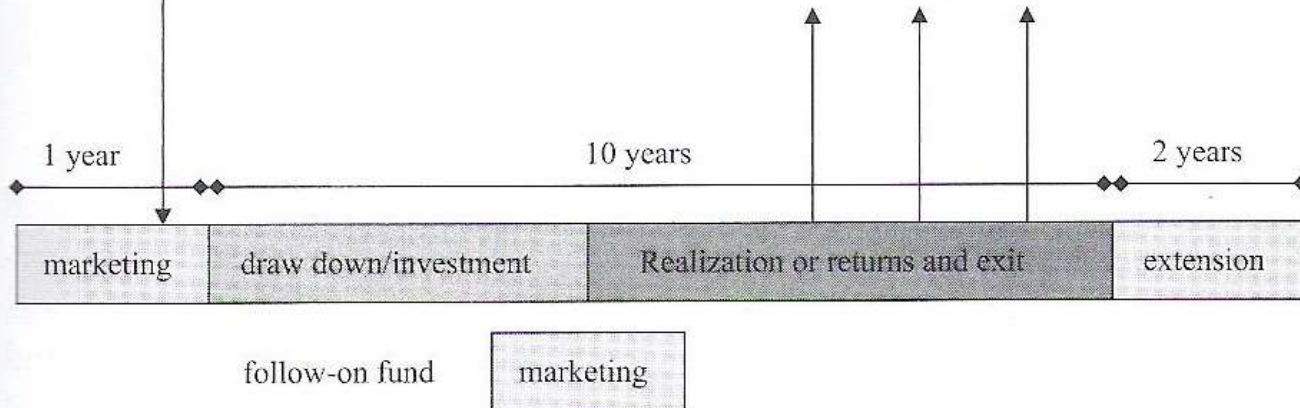 1 year 10 years 2 years
marketing draw down/investment Realization or returns and exit extension
follow-on fund marketing